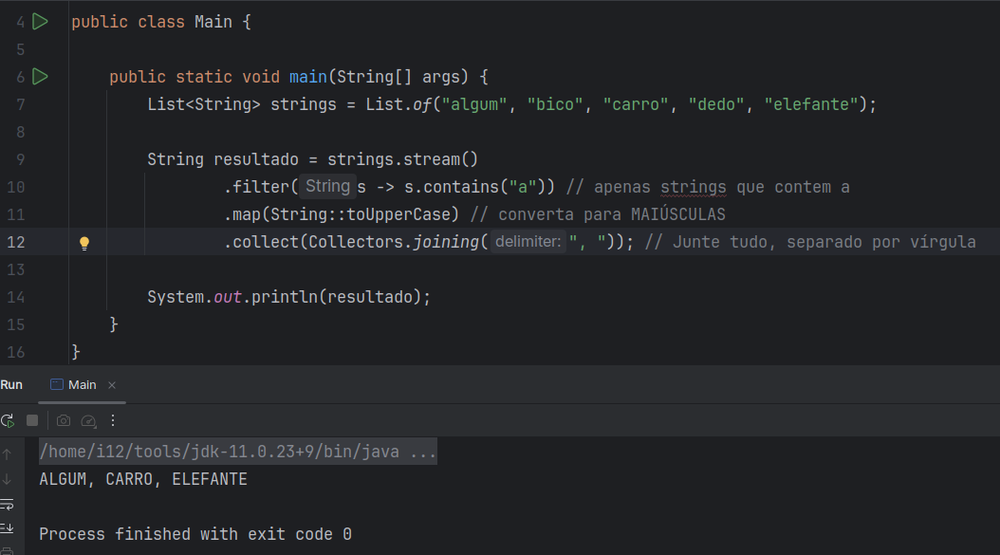 4 public class Main {
5
6 public static void main(String[] args) {
7 List<String> strings = List.of("algum", "bico", "carro", "dedo", "elefante");
8
9 String resultado = strings.stream()
10 .filter( String s -> s.contains("a")) // apenas strings que contem a
11 .map(String::toUpperCase) // converta para MAIÚSCULAS
12 .collect(Collectors.joining( delimiter: ", ")); // Junte tudo, separado por vírgula
13
14 System.out.println(resultado);
15 }
16 }
Run Main ×
/home/i12/tools/jdk-11.0.23+9/bin/java ...
ALGUM, CARRO, ELEFANTE
Process finished with exit code 0